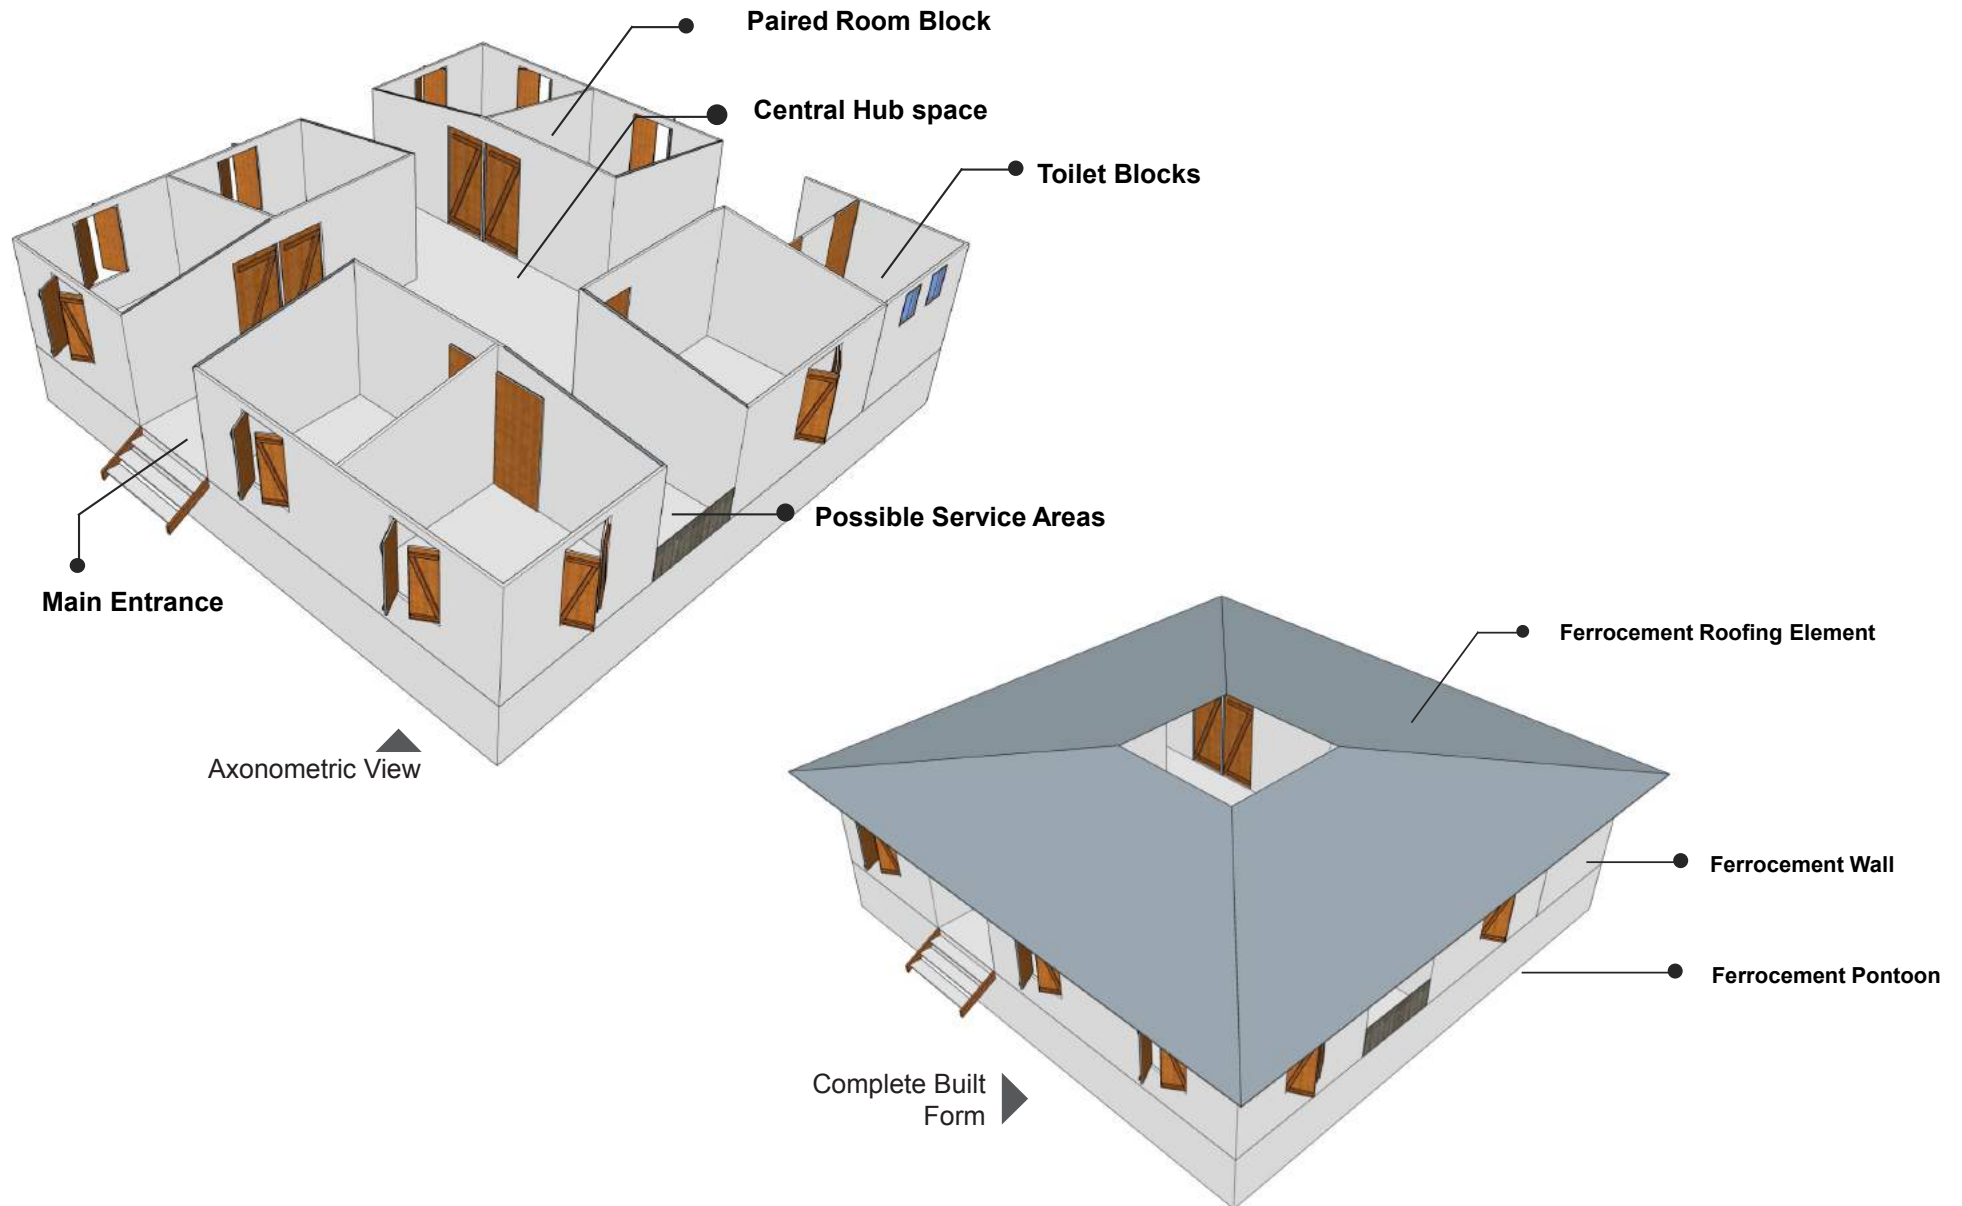 Paired Room Block
Central Hub space
Toilet Blocks
Possible Service Areas
Main Entrance
Axonometric View
Ferrocement Roofing Element
Ferrocement Wall
Ferrocement Pontoon
Complete Built
Form